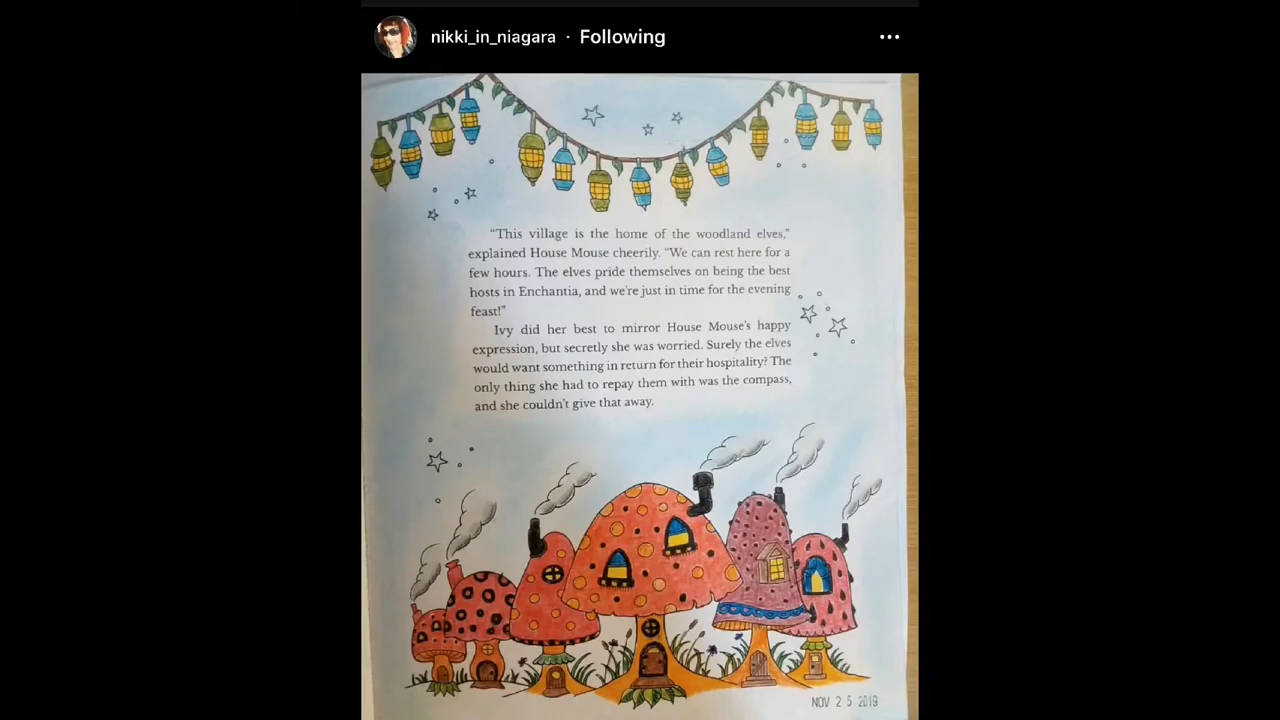 nikki_in_niagara · Following
“This village is the home of the woodland elves,”
explained House Mouse cheerily. “We can rest here for a
few hours. The elves pride themselves on being the best
hosts in Enchantia, and we're just in time for the evening
feast!”
Ivy did her best to mirror House Mouse's happy
expression, but secretly she was worried. Surely the elves
would want something in return for their hospitality? The
only thing she had to repay them with was the compass,
and she couldn't give that away.
NOV 2 5 2019